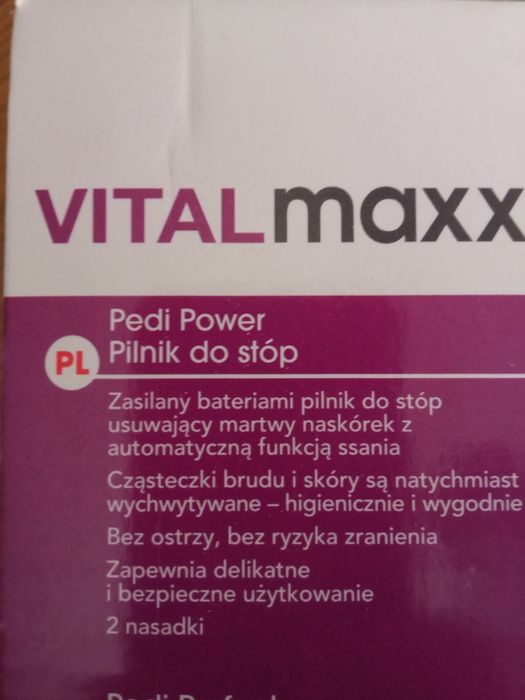 VITALmaxx
Pedi Power
PL
Pilnik do stóp
Zasilany bateriami pilnik do stóp
usuwający martwy naskórek z
automatyczną funkcją ssania
Cząsteczki brudu i skóry są natychmiast
wychwytywane – higienicznie i wygodnie
Bez ostrzy, bez ryzyka zranienia
Zapewnia delikatne
i bezpieczne użytkowanie
2 nasadki